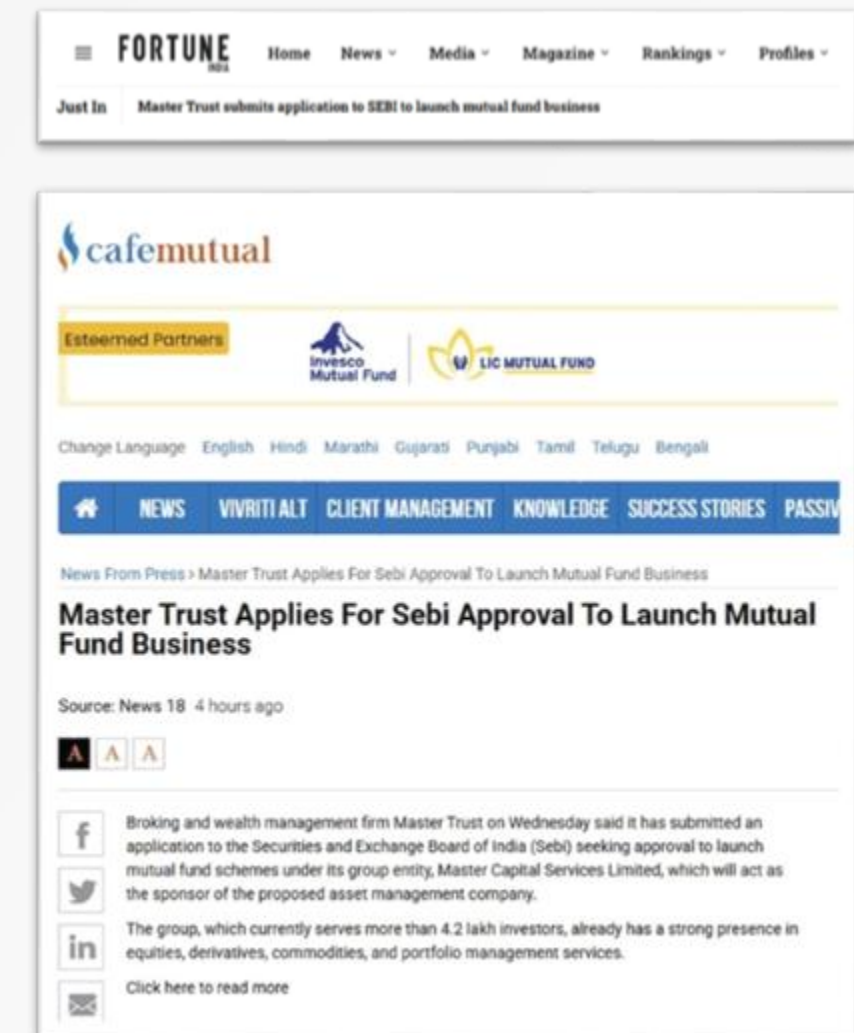 FORTUNE
INDIA
Home News Media Magazine Rankings Profiles
Just In Master Trust submits application to SEBI to launch mutual fund business
cafemutual
Esteemed Partners
Invesco
Mutual Fund
LIC MUTUAL FUND
Change Language English Hindi Marathi Gujarati Punjabi Tamil Telugu Bengali
NEWS VIVRITI ALT CLIENT MANAGEMENT KNOWLEDGE SUCCESS STORIES PASSIV
News From Press › Master Trust Applies For Sebi Approval To Launch Mutual Fund Business
Master Trust Applies For Sebi Approval To Launch Mutual
Fund Business
Source: News 18 4 hours ago
A A A
Broking and wealth management firm Master Trust on Wednesday said it has submitted an
application to the Securities and Exchange Board of India (Sebi) seeking approval to launch
mutual fund schemes under its group entity, Master Capital Services Limited, which will act as
the sponsor of the proposed asset management company.
The group, which currently serves more than 4.2 lakh investors, already has a strong presence in
equities, derivatives, commodities, and portfolio management services.
Click here to read more
f
in